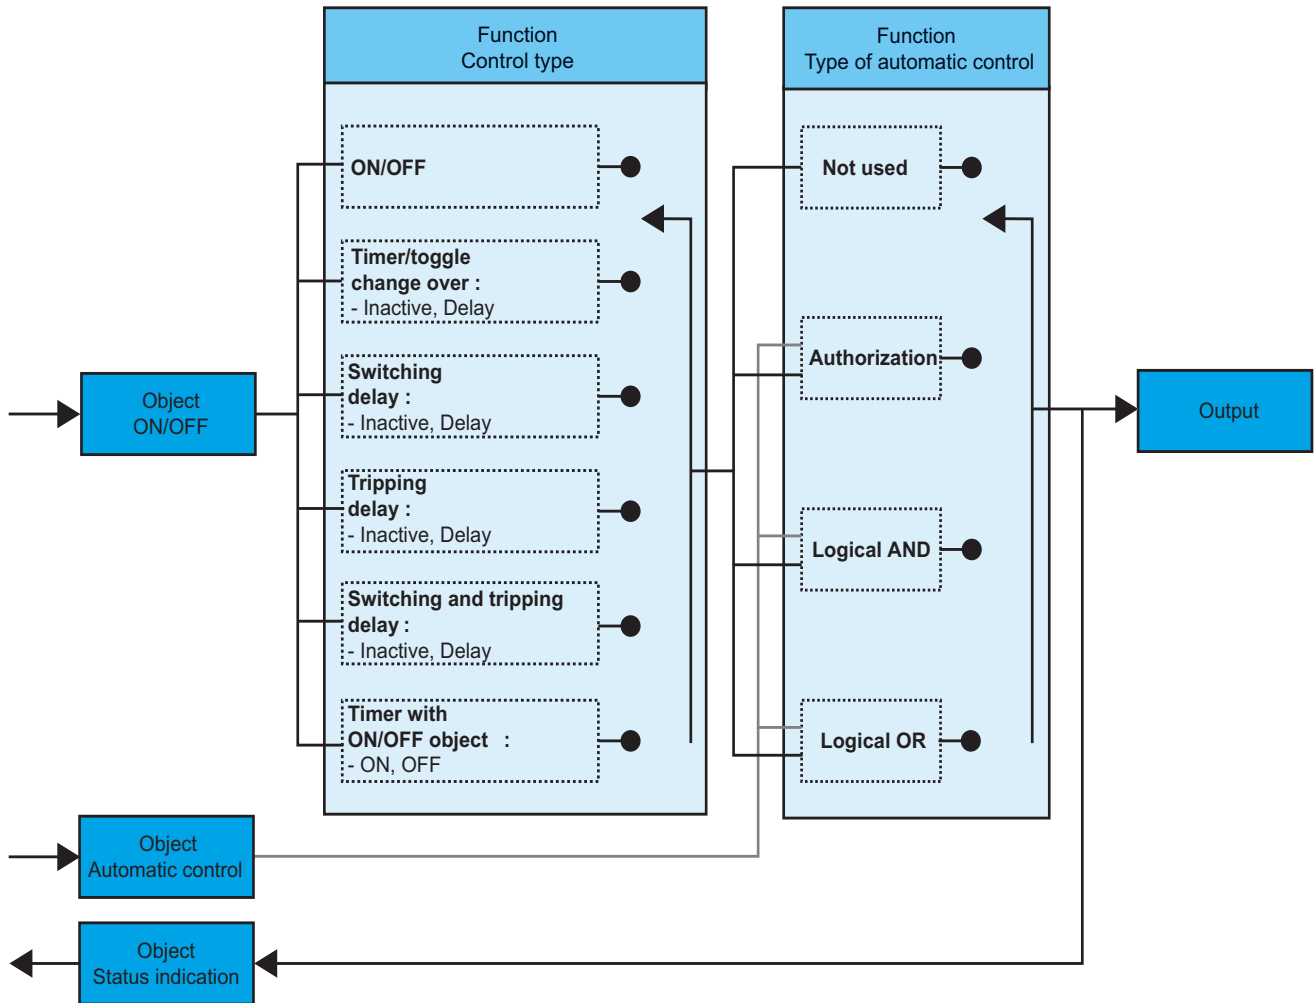 Function
Control type
Function
Type of automatic control
ON/OFF
Timer/toggle
change over :
- Inactive, Delay
Switching
delay :
- Inactive, Delay
Tripping
delay :
- Inactive, Delay
Switching and tripping
delay :
- Inactive, Delay
Timer with
ON/OFF object :
- ON, OFF
Not used
Authorization
Logical AND
Logical OR
Object
ON/OFF
Output
Object
Automatic control
Object
Status indication